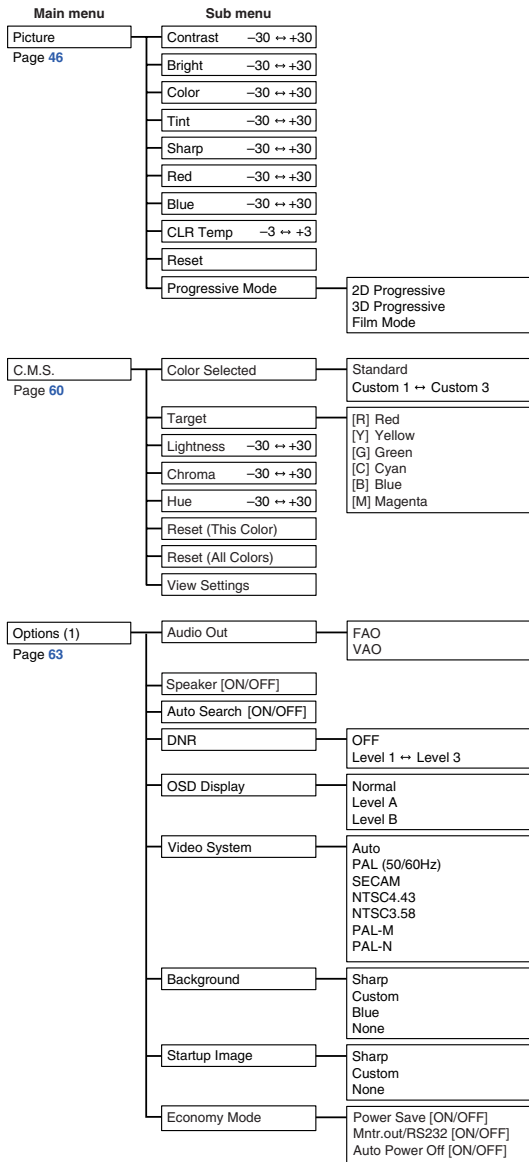 Main menu Sub menu
Picture
Page 46
Contrast –30 ↔ +30
Bright –30 ↔ +30
Color –30 ↔ +30
Tint –30 ↔ +30
Sharp –30 ↔ +30
Red –30 ↔ +30
Blue –30 ↔ +30
CLR Temp –3 ↔ +3
Reset
Progressive Mode
2D Progressive
3D Progressive
Film Mode
C.M.S.
Page 60
Color Selected
Standard
Custom 1 ↔ Custom 3
Target
[R] Red
[Y] Yellow
[G] Green
[C] Cyan
[B] Blue
[M] Magenta
Lightness –30 ↔ +30
Chroma –30 ↔ +30
Hue –30 ↔ +30
Reset (This Color)
Reset (All Colors)
View Settings
Options (1)
Page 63
Audio Out
FAO
VAO
Speaker [ON/OFF]
Auto Search [ON/OFF]
DNR
OFF
Level 1 ↔ Level 3
OSD Display
Normal
Level A
Level B
Video System
Auto
PAL (50/60Hz)
SECAM
NTSC4.43
NTSC3.58
PAL-M
PAL-N
Background
Sharp
Custom
Blue
None
Startup Image
Sharp
Custom
None
Economy Mode
Power Save [ON/OFF]
Mntr.out/RS232 [ON/OFF]
Auto Power Off [ON/OFF]